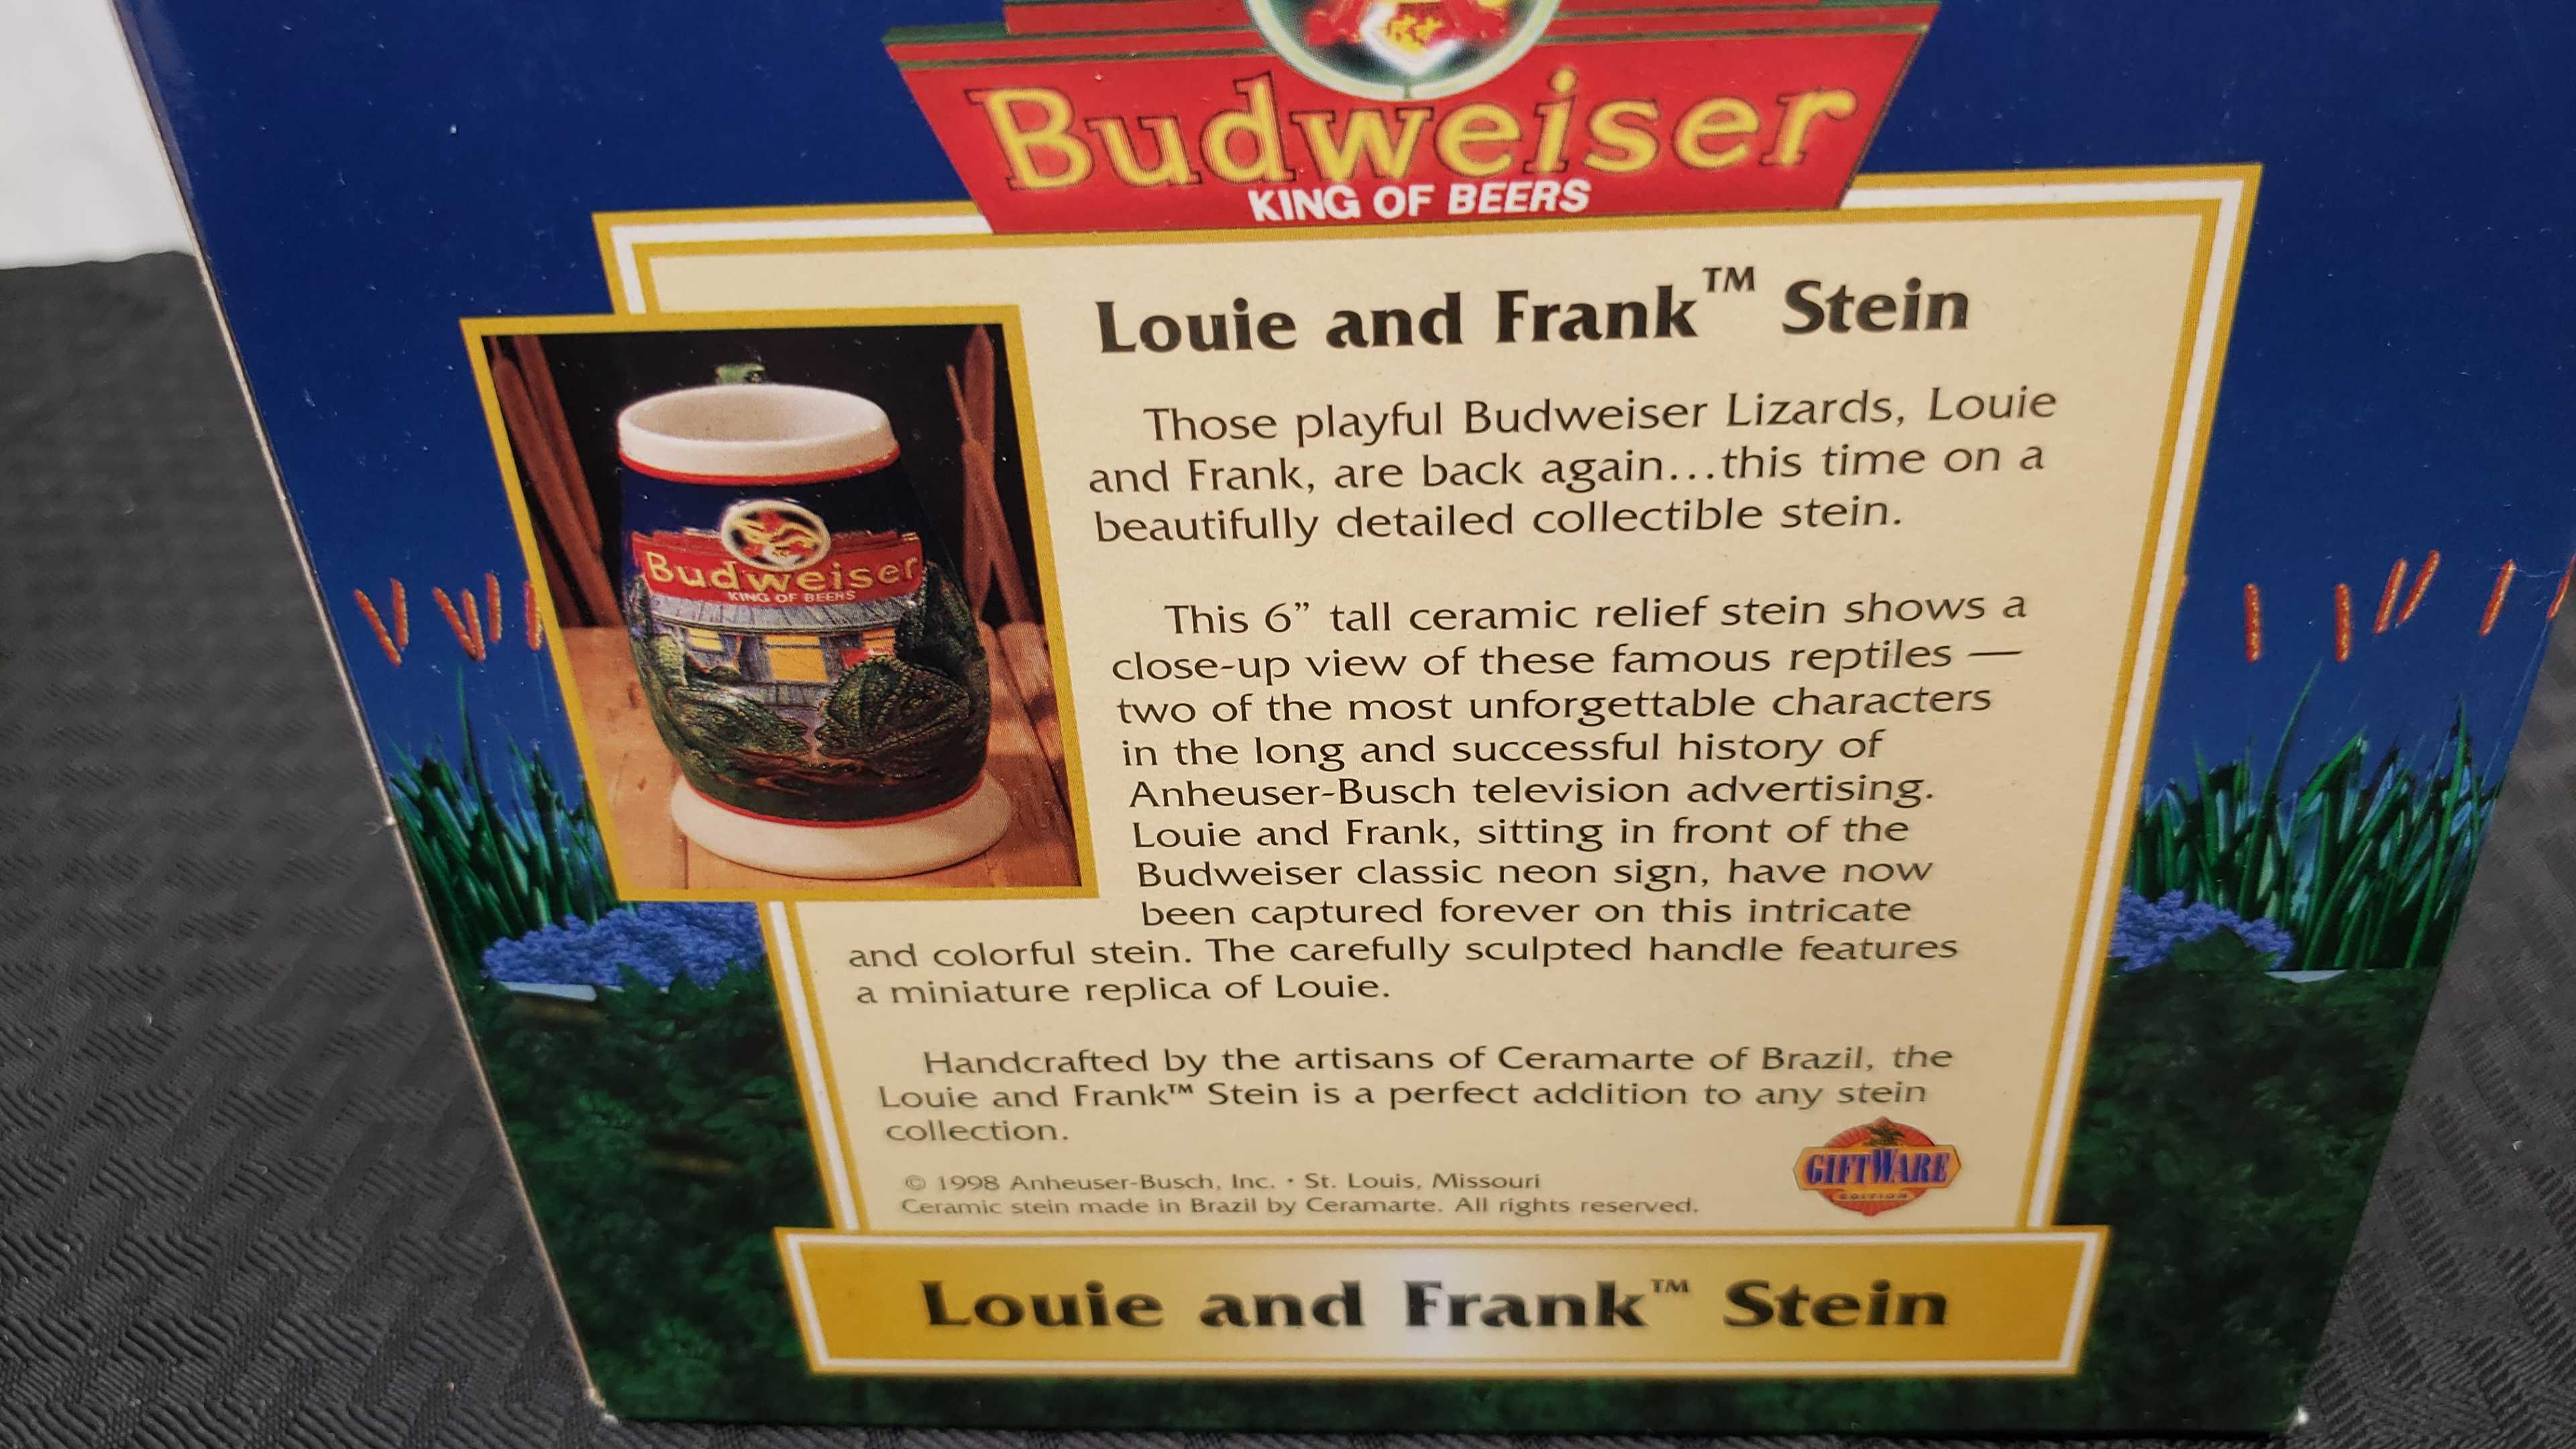 Budweiser
KING OF BEERS
Louie and Frank™ Stein
Those playful Budweiser Lizards, Louie
and Frank, are back again...this time on a
beautifully detailed collectible stein.
Budweiser
KING OF BEERS
This 6” tall ceramic relief stein shows a
close-up view of these famous reptiles —
two of the most unforgettable characters
in the long and successful history of
Anheuser-Busch television advertising.
Louie and Frank, sitting in front of the
Budweiser classic neon sign, have now
been captured forever on this intricate
and colorful stein. The carefully sculpted handle features
a miniature replica of Louie.
Handcrafted by the artisans of Ceramarte of Brazil, the
Louie and Frank™ Stein is a perfect addition to any stein
collection.
© 1998 Anheuser-Busch, Inc. • St. Louis, Missouri
Ceramic stein made in Brazil by Ceramarte. All rights reserved.
GIFTWARE
EDITION
Louie and Frank™ Stein